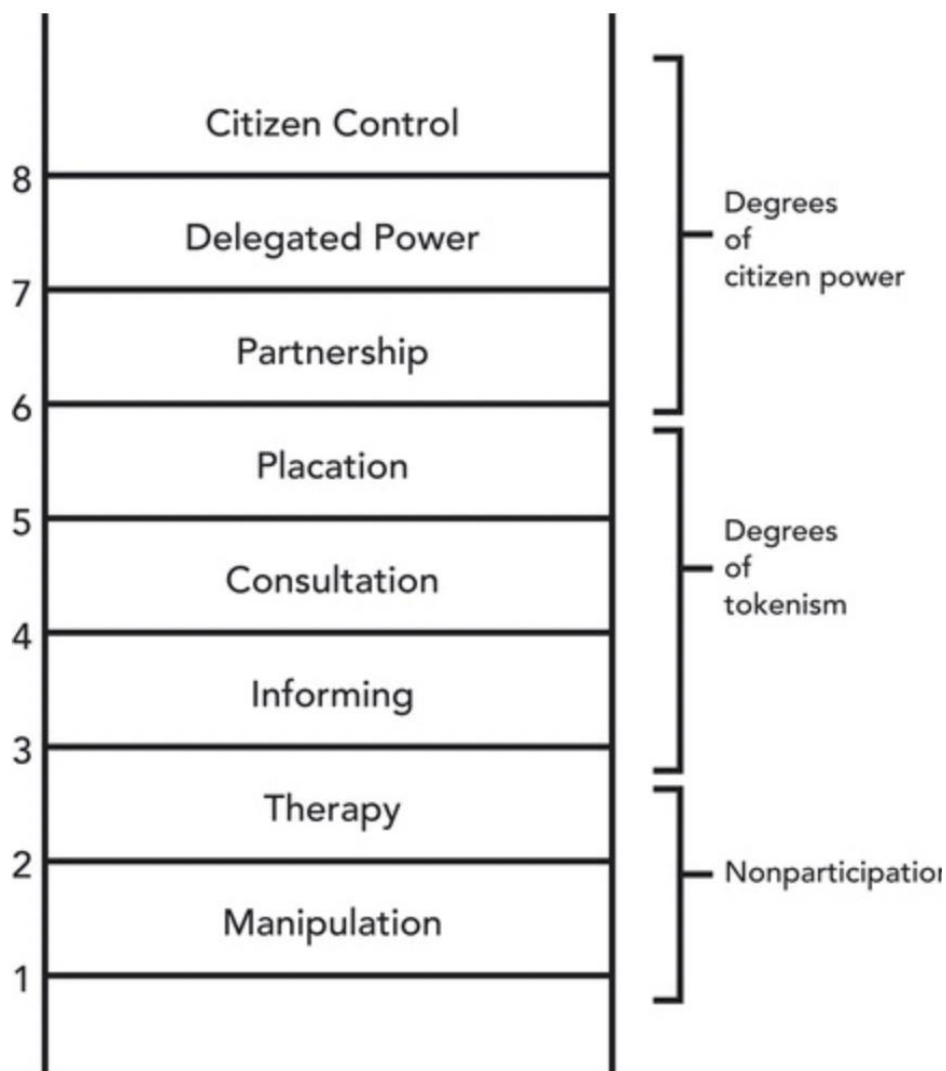 Citizen Control
8
Delegated Power
7
Partnership
6
Placation
5
Consultation
4
Informing
3
Therapy
2
Manipulation
1
Degrees
of
citizen power
Degrees
of
tokenism
Nonparticipation